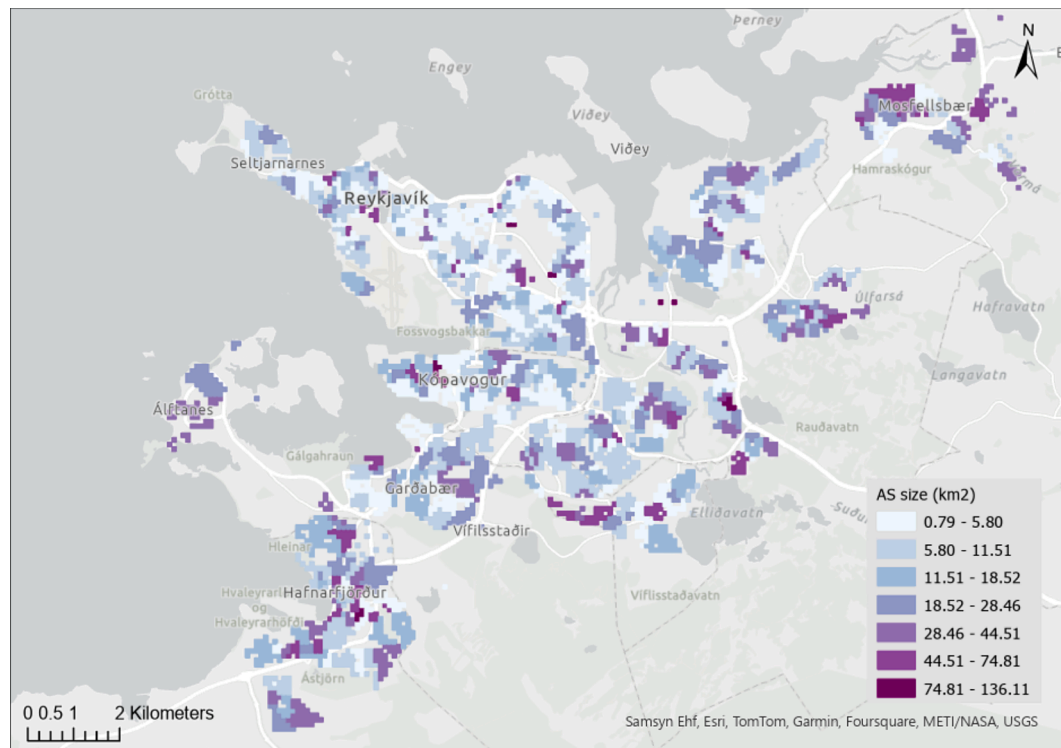 Þerney
N
Engey
Grótta
Mosfellsbær
Viðey
Viðey
Seltjarnarnes
Hamraskógur
Varmá
Reykjavík
Úlfarsá
Hafravatn
Fossvogsbakkar
Kópavogur
Langavatn
Álftanes
Rauðavatn
Gálgahraun
Garðabær
AS size (km2)
Elliðavatn
Suður
0.79 - 5.80
Vífilsstaðir
5.80 - 11.51
Hleinar
11.51 - 18.52
Hvaleyrarl
Hafnarfjörður
Vífilsstaðavatn
18.52 - 28.46
og
Hvaleyrarhöfði
28.46 - 44.51
44.51 - 74.81
Ástjörn
74.81 - 136.11
0 0.5 1 2 Kilometers
Samsyn Ehf, Esri, TomTom, Garmin, Foursquare, METI/NASA, USGS